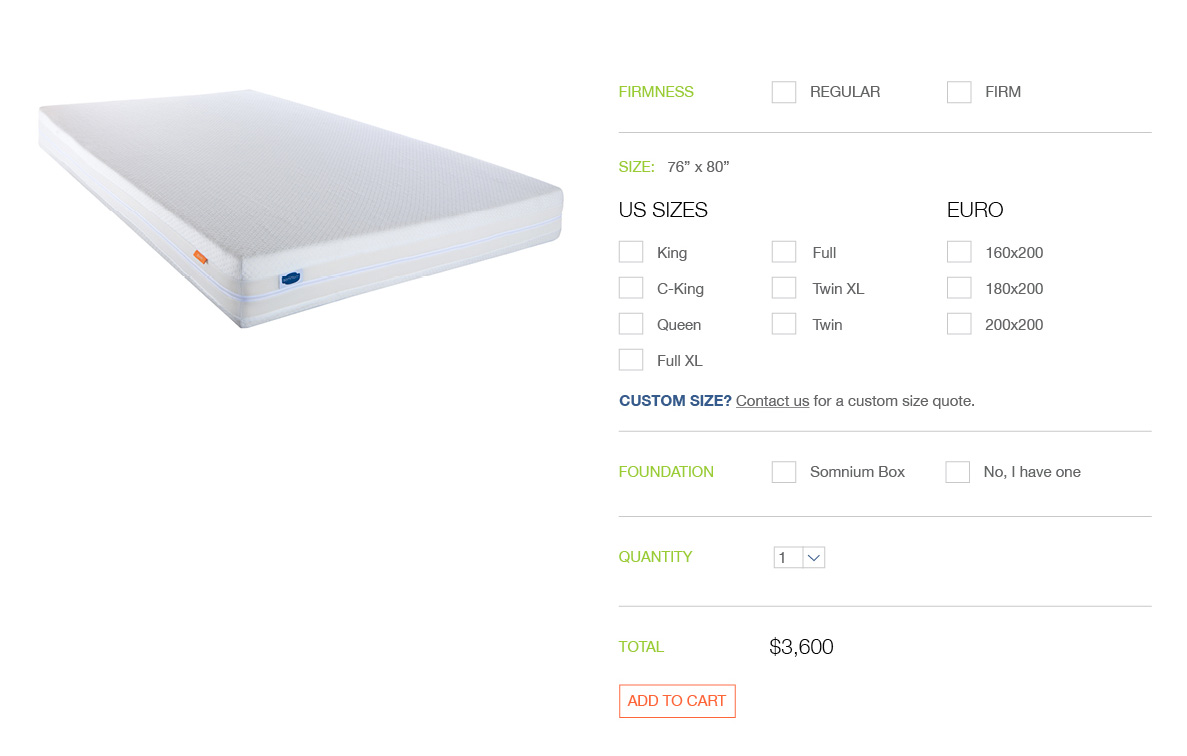 FIRMNESS REGULAR FIRM
SIZE: 76” x 80”
US SIZES EURO
King Full 160x200
C-King Twin XL 180x200
Queen Twin 200x200
Full XL
CUSTOM SIZE? Contact us for a custom size quote.
FOUNDATION Somnium Box No, I have one
QUANTITY 1
TOTAL $3,600
ADD TO CART